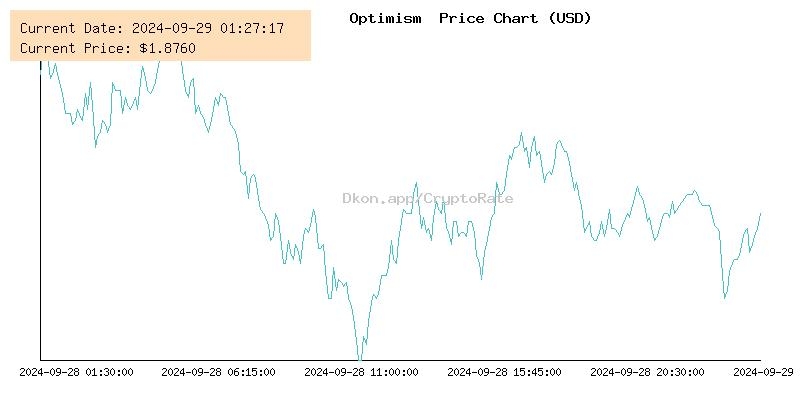 Optimism  Price Chart (USD)
Current Date: 2024-09-29 01:27:17
Current Price: $1.8760
Dkon.app/CryptoRate
2024-09-28 01:30:00 2024-09-28 06:15:00 2024-09-28 11:00:00 2024-09-28 15:45:00 2024-09-28 20:30:00 2024-09-29